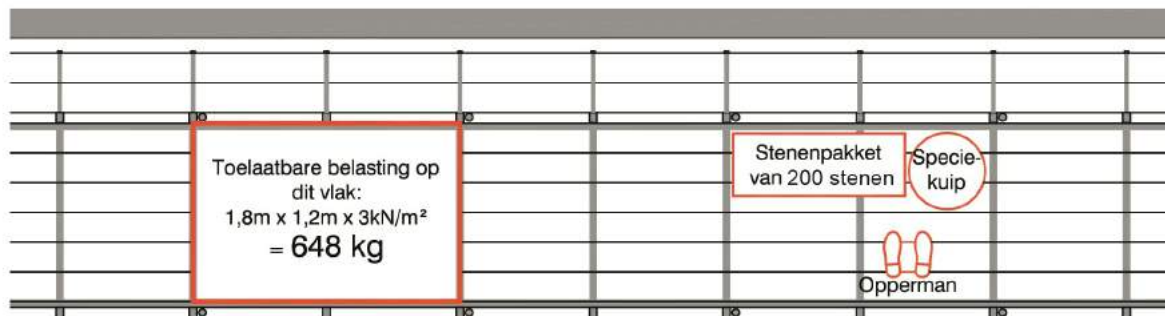 Toelaatbare belasting op
dit vlak:
1,8m x 1,2m x 3kN/m²
= 648 kg
Stenenpakket
van 200 stenen
Specie-
kuip
Opperman